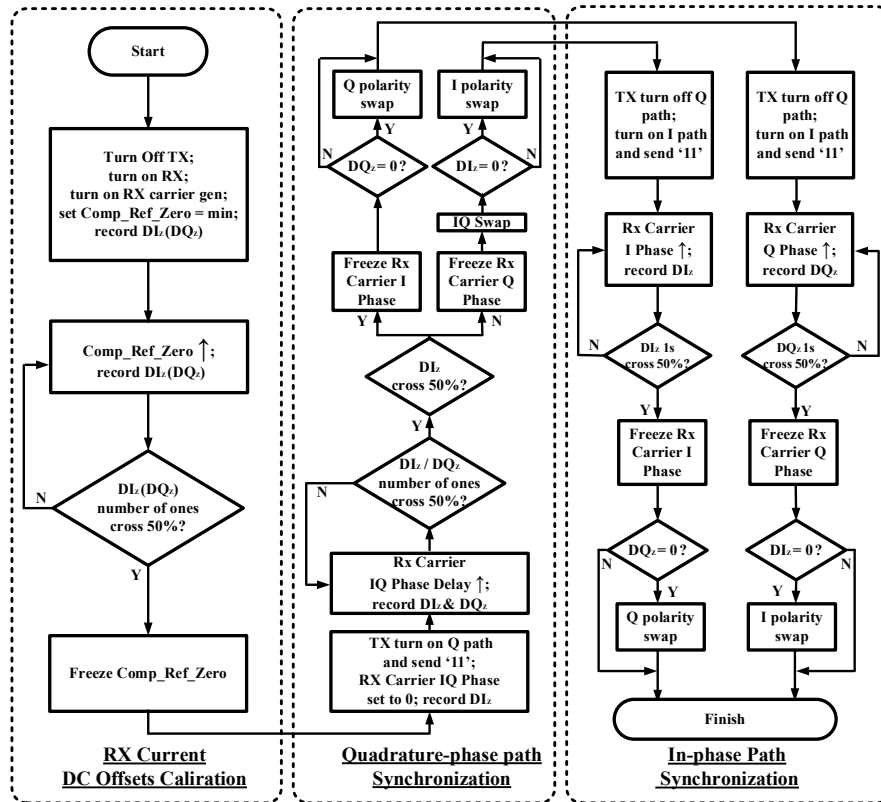 Start
Turn Off TX;
turn on RX;
turn on RX carrier gen;
set Comp_Ref_Zero = min;
record DIz(DQz)
Comp_Ref_Zero ↑;
record DIz(DQz)
N
DIz(DQz)
number of ones
cross 50%?
Y
Freeze Comp_Ref_Zero
RX Current
DC Offsets Caliration
Q polarity
swap
I polarity
swap
N
Y
Y
N
DQz = 0?
DIz = 0?
IQ Swap
Freeze Rx
Carrier I
Phase
Freeze Rx
Carrier Q
Phase
Y
N
DIz
cross 50%?
Y
DIz / DQz
number of ones
cross 50%?
N
Rx Carrier
IQ Phase Delay ↑;
record DIz & DQz
TX turn on Q path
and send ‘11’;
RX Carrier IQ Phase
set to 0; record DIz
Quadrature-phase path
Synchronization
TX turn off Q
path;
turn on I path
and send ‘11’
TX turn off Q
path;
turn on I path
and send ‘11’
Rx Carrier
I Phase ↑;
record DIz
Rx Carrier
Q Phase ↑;
record DQz
N
DIz 1s
cross 50%?
DQz 1s
cross 50%?
N
Y
Y
Freeze Rx
Carrier I
Phase
Freeze Rx
Carrier Q
Phase
N
DQz = 0?
DIz = 0?
N
Y
Y
Q polarity
swap
I polarity
swap
Finish
In-phase Path
Synchronization